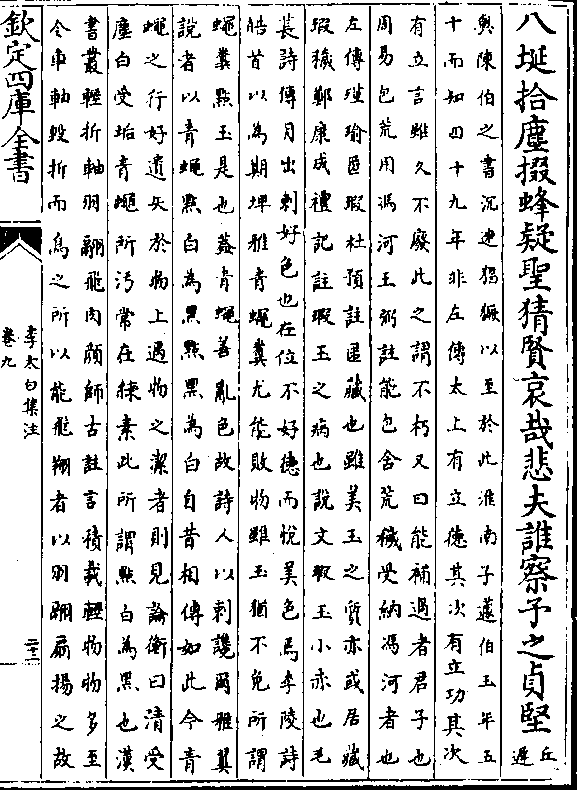 八埏拾塵掇蜂疑聖猜賢哀哉悲夫誰察予之貞堅
丘遲
與陳伯之書沉迷猖獗以至於此淮南子蘧伯玉年五
十而知四十九年非左傳太上有立德其次有立功其次
有立言雖久不廢此之謂不朽又曰能補過者君子也
周易包荒用馮河王弼註能包含荒穢受納馮河者也
左傳瑾瑜匿瑕杜預註匿藏也雖美玉之質亦或居藏
瑕穢鄭康成禮記註瑕玉之病也說文瑕玉小赤也毛
萇詩傳月出刺好色也在位不好德而悅美色焉李陵詩
皓首以為期埤雅青蠅糞尤能敗物雖玉猶不免所謂
蠅糞點玉是也蓋青蠅善亂色故詩人以刺讒爾雅翼
說者以青蠅點白為黑點黑為白自昔相傳如此今青
蠅之行好遺矢於物上遇物之潔者則見論衡曰清受
塵白受垢青蠅所汚常在練素此所謂點白為黑也漢
書叢輕折軸羽翮飛肉顔師古註言積載輕物物多至
令車軸毀折而鳥之所以能飛翔者以羽翮扇揚之故
欽定四庫全書
李太白集注
卷九
二十二